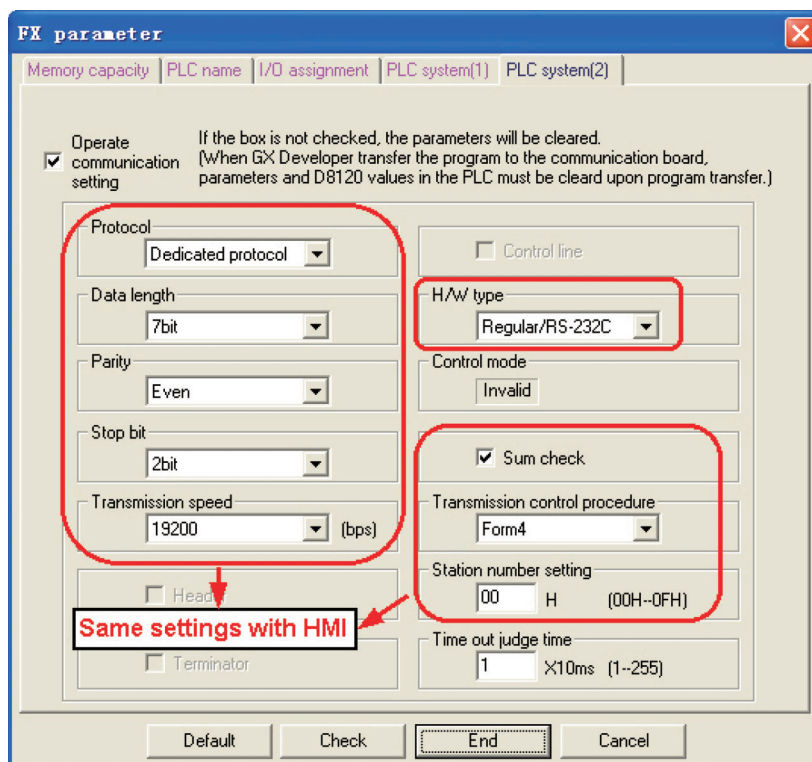 FX parameter
Memory capacity PLC name I/O assignment PLC system(1) PLC system(2)
Operate communication setting
If the box is not checked, the parameters will be cleared.
(When GX Developer transfer the program to the communication board,
parameters and D8120 values in the PLC must be cleard upon program transfer.)
Protocol
Dedicated protocol
Control line
Data length
7bit
H/W type
Regular/RS-232C
Parity
Even
Control mode
Invalid
Stop bit
2bit
Sum check
Transmission speed
19200 (bps)
Transmission control procedure
Form4
Header
Station number setting
00 H (00H--0FH)
Same settings with HMI
Terminator
Time out judge time
1 X10ms (1--255)
Default Check End Cancel